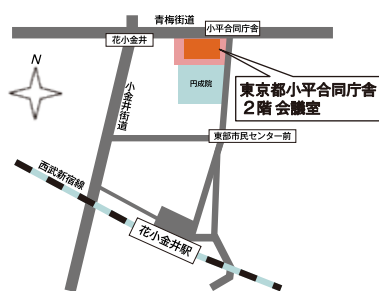 青梅街道
小平合同庁舎
花小金井
N
円成院
東京都小平合同庁舎
2階 会議室
小金井街道
東部市民センター前
西武新宿線
花小金井駅